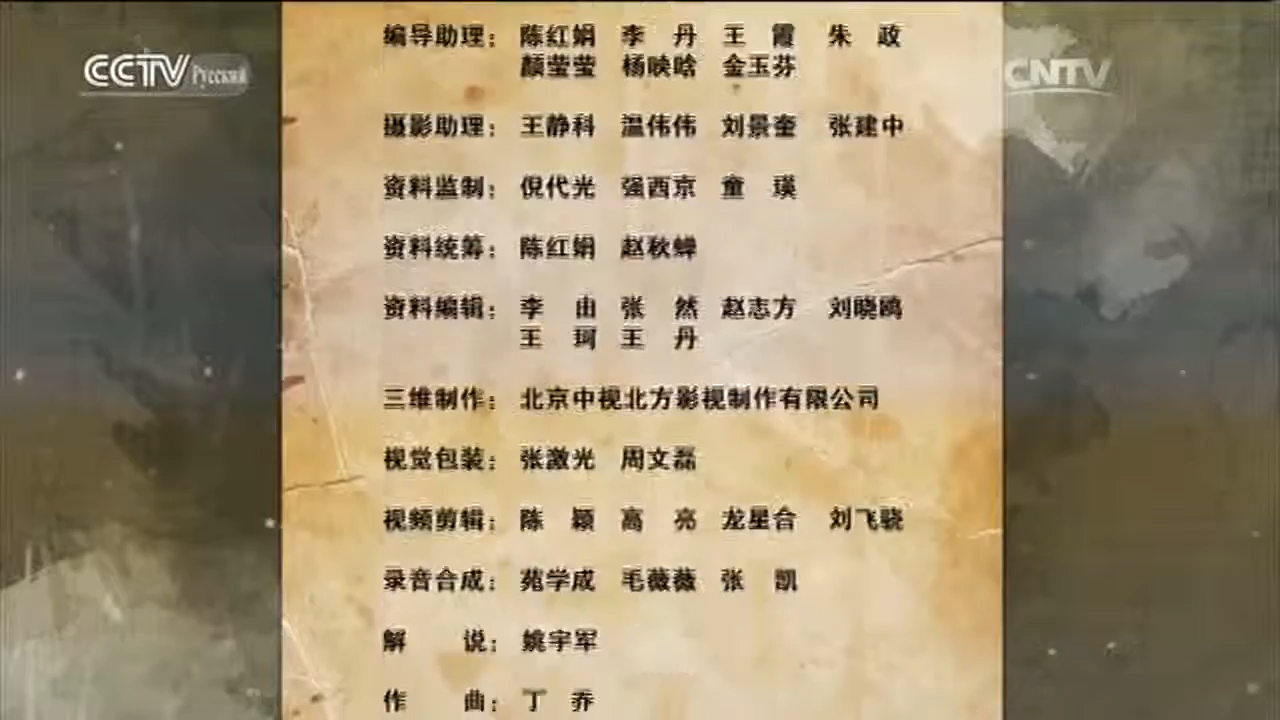 CCTV Русский
CNTV
编导助理：陈红娟 李 丹 王 霞 朱 政
颜莹莹 杨映晗 金玉芬
摄影助理：王静科 温伟伟 刘景奎 张建中
资料监制：倪代光 强西京 童 瑛
资料统筹：陈红娟 赵秋蝉
资料编辑：李 由 张 然 赵志方 刘晓鸥
王 珂 王 丹
三维制作：北京中视北方影视制作有限公司
视觉包装：张激光 周文磊
视频剪辑：陈 颖 高 亮 龙星合 刘飞骁
录音合成：苑学成 毛薇薇 张 凯
解 说：姚宇军
作 曲：丁 乔